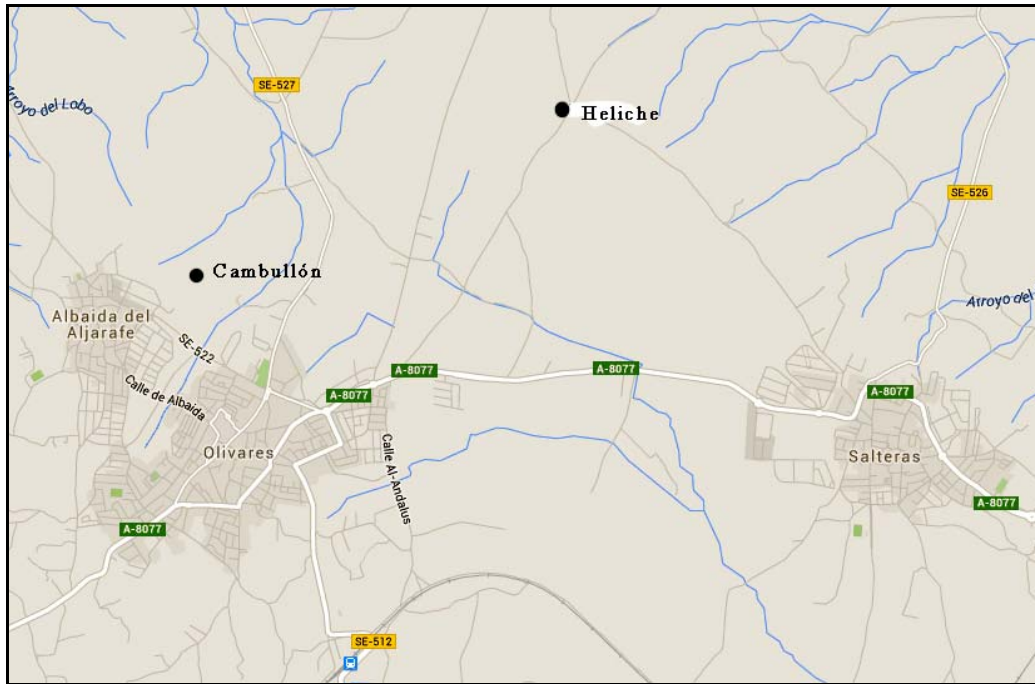 SE-527
Arroyo del Lobo
Heliche
SE-526
Cambullón
Arroyo del
Albaida del
Aljarafe
SE-522
A-8077
A-8077
A-8077
A-8077
Calle de Albaida
Olivares
Calle Al-Andalus
Salteras
A-8077
A-8077
SE-512